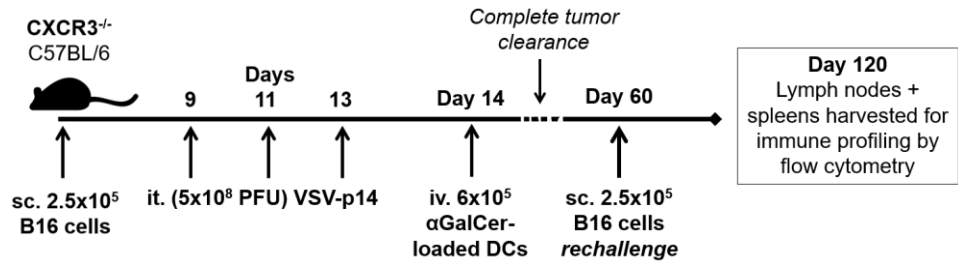 CXCR3-/-
C57BL/6
Complete tumor
clearance
Days
9 11 13 Day 14 Day 60
Day 120
Lymph nodes +
spleens harvested for
immune profiling by
flow cytometry
sc. 2.5x10⁵
B16 cells
it. (5x10⁸ PFU) VSV-p14
iv. 6x10⁵
αGalCer-
loaded DCs
sc. 2.5x10⁵
B16 cells
rechallenge